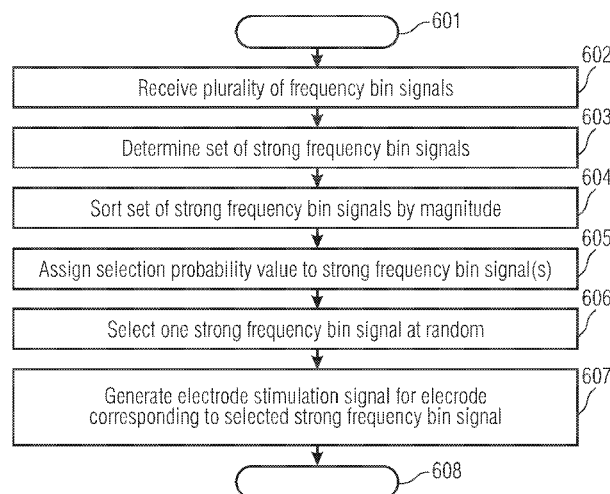 601
602
Receive plurality of frequency bin signals
603
Determine set of strong frequency bin signals
604
Sort set of strong frequency bin signals by magnitude
605
Assign selection probability value to strong frequency bin signal(s)
606
Select one strong frequency bin signal at random
607
Generate electrode stimulation signal for elecrode
corresponding to selected strong frequency bin signal
608